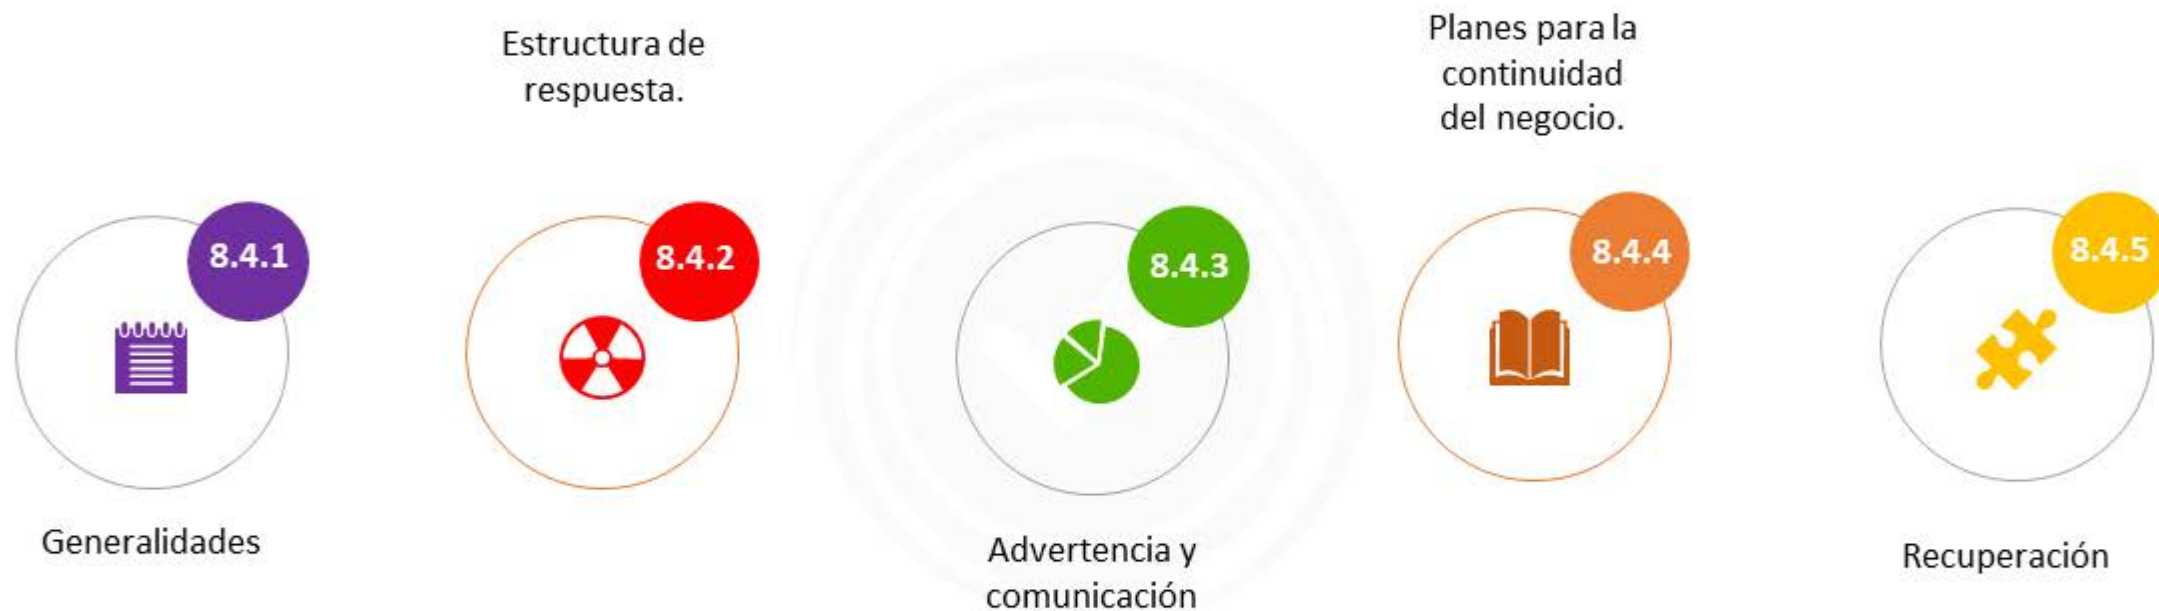 8.4.1
Generalidades
Estructura de
respuesta.
8.4.2
8.4.3
Advertencia y
comunicación
Planes para la
continuidad
del negocio.
8.4.4
8.4.5
Recuperación